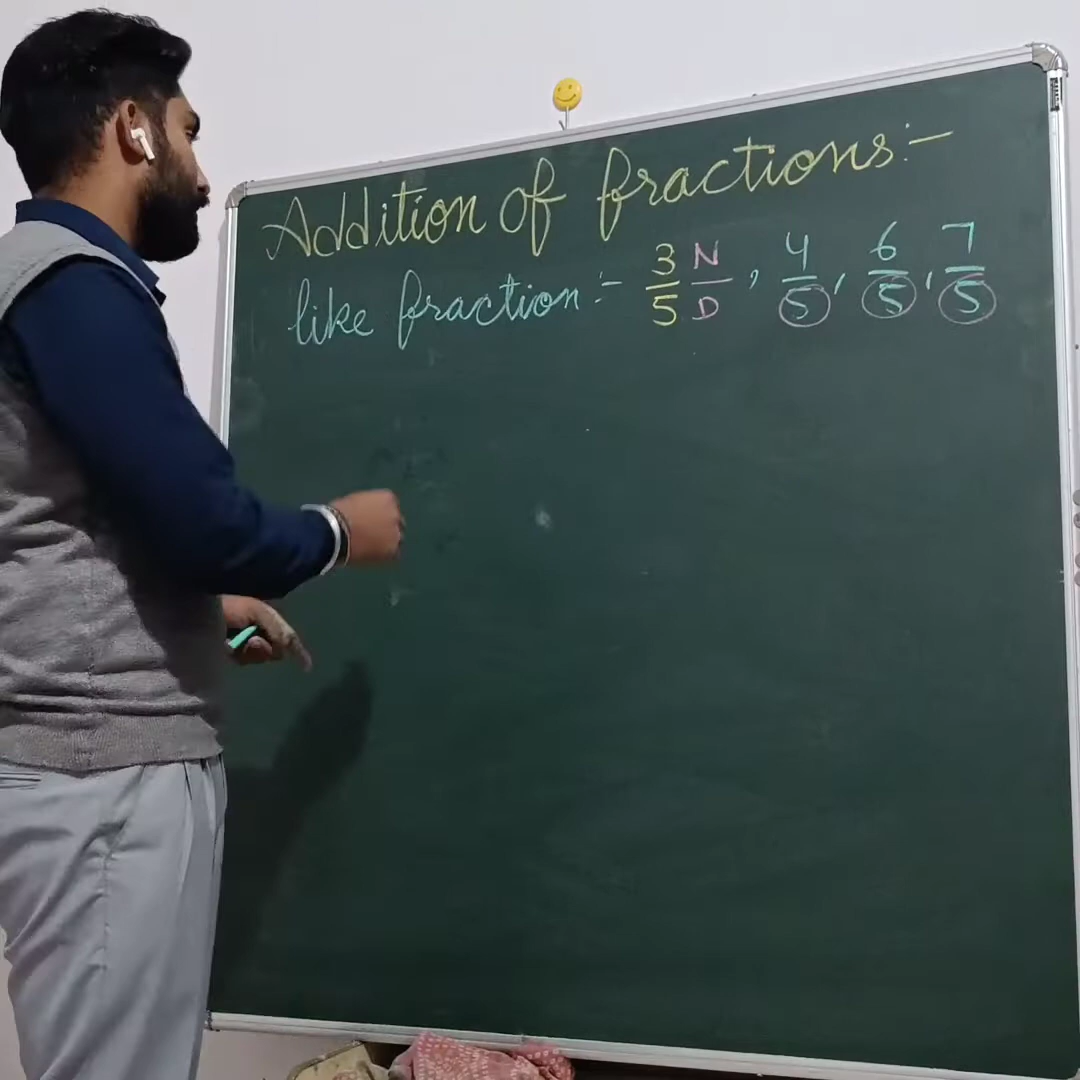 Addition of fractions:-
like fraction:- 3/5 N/D, 4/5, 6/5, 7/5